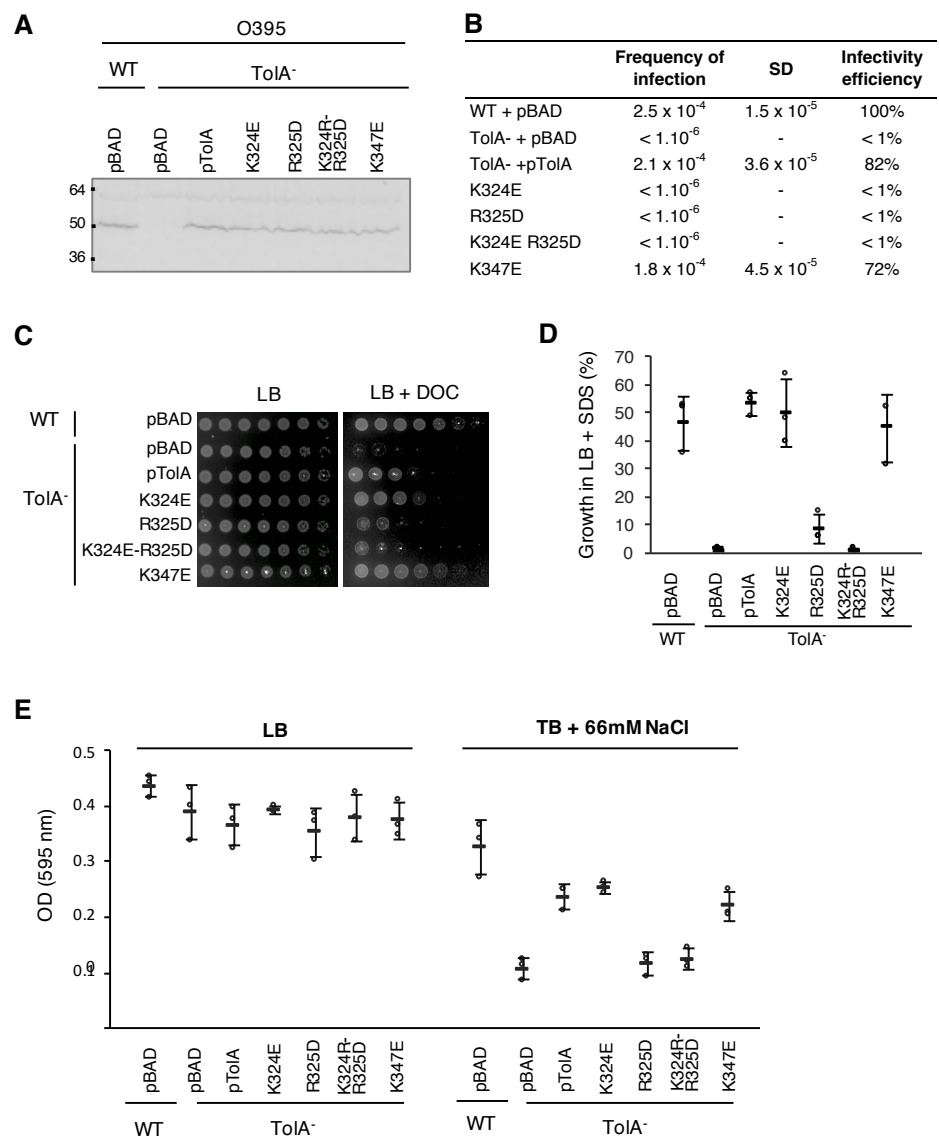 A
O395
WT
TolA-
pBAD
pBAD
pTolA
K324E
R325D
K324R-
R325D
K347E
64
50
36
B
Frequency of infection SD Infectivity efficiency
WT + pBAD 2.5 x 10-4 1.5 x 10-5 100%
TolA- + pBAD < 1.10-6 - < 1%
TolA- +pTolA 2.1 x 10-4 3.6 x 10-5 82%
K324E < 1.10-6 - < 1%
R325D < 1.10-6 - < 1%
K324E R325D < 1.10-6 - < 1%
K347E 1.8 x 10-4 4.5 x 10-5 72%
C
LB
LB + DOC
WT
pBAD
TolA-
pBAD
pTolA
K324E
R325D
K324E-R325D
K347E
D
Growth in LB + SDS (%)
70
60
50
40
30
20
10
0
pBAD
pBAD
pTolA
K324E
R325D
K324R-
R325D
K347E
WT
TolA-
E
LB
TB + 66mM NaCl
OD (595 nm)
0.5
0.4
0.3
0.2
0.1
0
pBAD
pBAD
pTolA
K324E
R325D
K324R-
R325D
K347E
pBAD
pBAD
pTolA
K324E
R325D
K324R-
R325D
K347E
WT
TolA-
WT
TolA-